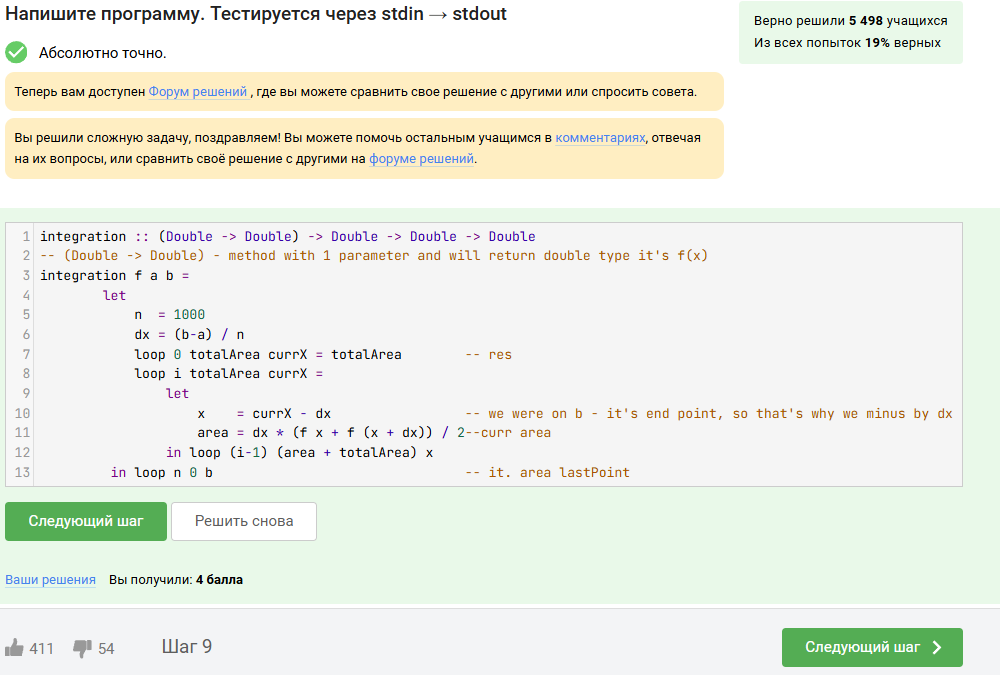 Напишите программу. Тестируется через stdin → stdout
Верно решили 5 498 учащихся
Из всех попыток 19% верных
Абсолютно точно.
Теперь вам доступен Форум решений , где вы можете сравнить свое решение с другими или спросить совета.
Вы решили сложную задачу, поздравляем! Вы можете помочь остальным учащимся в комментариях, отвечая
на их вопросы, или сравнить своё решение с другими на форуме решений.
1 integration :: (Double -> Double) -> Double -> Double -> Double
2 -- (Double -> Double) - method with 1 parameter and will return double type it's f(x)
3 integration f a b =
4         let
5             n  = 1000
6             dx = (b-a) / n
7             loop 0 totalArea currX = totalArea        -- res
8             loop i totalArea currX =
9                 let
10                     x    = currX - dx                 -- we were on b - it's end point, so that's why we minus by dx
11                     area = dx * (f x + f (x + dx)) / 2--curr area
12                 in loop (i-1) (area + totalArea) x
13          in loop n 0 b                                -- it. area lastPoint
Следующий шаг
Решить снова
Ваши решения Вы получили: 4 балла
411 54 Шаг 9
Следующий шаг